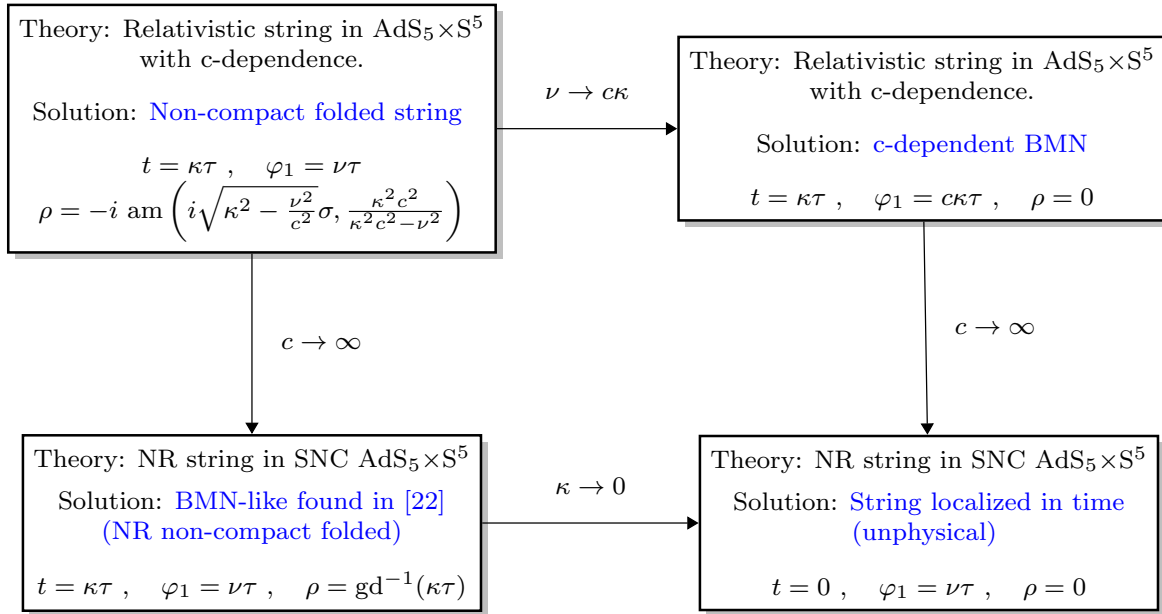 Theory: Relativistic string in AdS₅×S⁵
with c-dependence.
Solution: Non-compact folded string
t = κτ , φ₁ = ντ
ρ = −i am ( i√(κ² − ν²/c²) σ, κ²c²/(κ²c²−ν²) )
ν → cκ
Theory: Relativistic string in AdS₅×S⁵
with c-dependence.
Solution: c-dependent BMN
t = κτ , φ₁ = cκτ , ρ = 0
c → ∞
c → ∞
Theory: NR string in SNC AdS₅×S⁵
Solution: BMN-like found in [22]
(NR non-compact folded)
t = κτ , φ₁ = ντ , ρ = gd⁻¹(κτ)
κ → 0
Theory: NR string in SNC AdS₅×S⁵
Solution: String localized in time
(unphysical)
t = 0 , φ₁ = ντ , ρ = 0